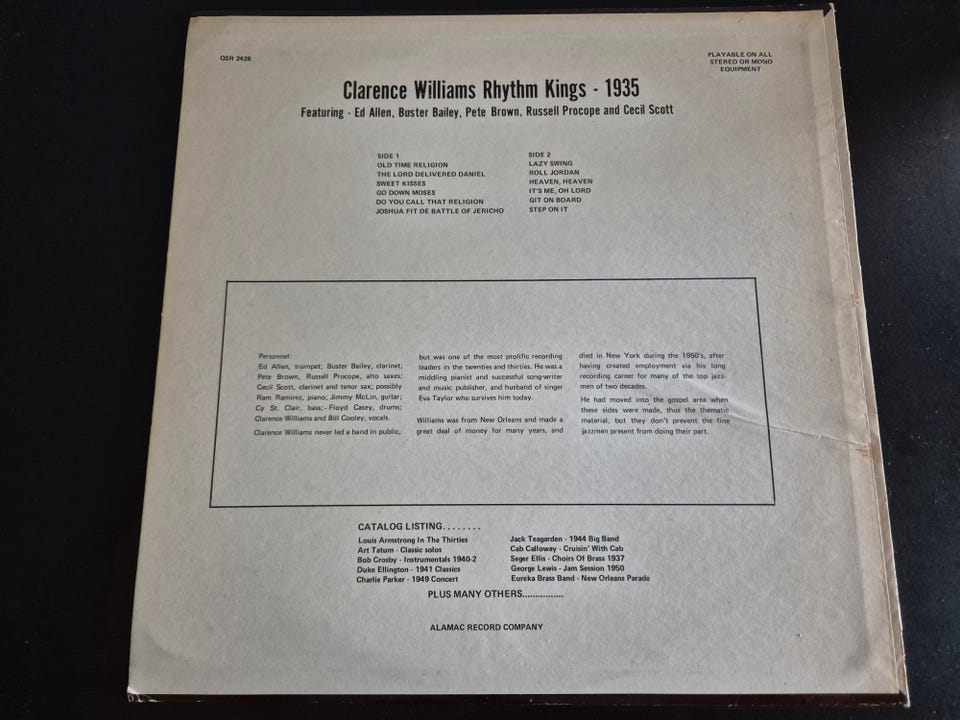 QSR 2426
PLAYABLE ON ALL
STEREO OR MONO
EQUIPMENT
Clarence Williams Rhythm Kings - 1935
Featuring - Ed Allen, Buster Bailey, Pete Brown, Russell Procope and Cecil Scott
SIDE 1
OLD TIME RELIGION
THE LORD DELIVERED DANIEL
SWEET KISSES
GO DOWN MOSES
DO YOU CALL THAT RELIGION
JOSHUA FIT DE BATTLE OF JERICHO
SIDE 2
LAZY SWING
ROLL JORDAN
HEAVEN, HEAVEN
IT'S ME, OH LORD
GIT ON BOARD
STEP ON IT
Personnel:
Ed Allen, trumpet; Buster Bailey, clarinet;
Pete Brown, Russell Procope, alto saxes;
Cecil Scott, clarinet and tenor sax; possibly
Ram Ramirez, piano; Jimmy McLin, guitar;
Cy St. Clair, bass; Floyd Casey, drums;
Clarence Williams and Bill Cooley, vocals.
Clarence Williams never led a band in public,
but was one of the most prolific recording
leaders in the twenties and thirties. He was a
middling pianist and successful song-writer
and music publisher, and husband of singer
Eva Taylor who survives him today.
Williams was from New Orleans and made a
great deal of money for many years, and
died in New York during the 1950's, after
having created employment via his long
recording career for many of the top jazz-
men of two decades.
He had moved into the gospel area when
these sides were made, thus the thematic
material, but they don't prevent the fine
jazzmen present from doing their part.
CATALOG LISTING........
Louis Armstrong In The Thirties
Art Tatum - Classic solos
Bob Crosby - Instrumentals 1940-2
Duke Ellington - 1941 Classics
Charlie Parker - 1949 Concert
Jack Teagarden - 1944 Big Band
Cab Calloway - Cruisin' With Cab
Seger Ellis - Choirs Of Brass 1937
George Lewis - Jam Session 1950
Eureka Brass Band - New Orleans Parade
PLUS MANY OTHERS................
ALAMAC RECORD COMPANY